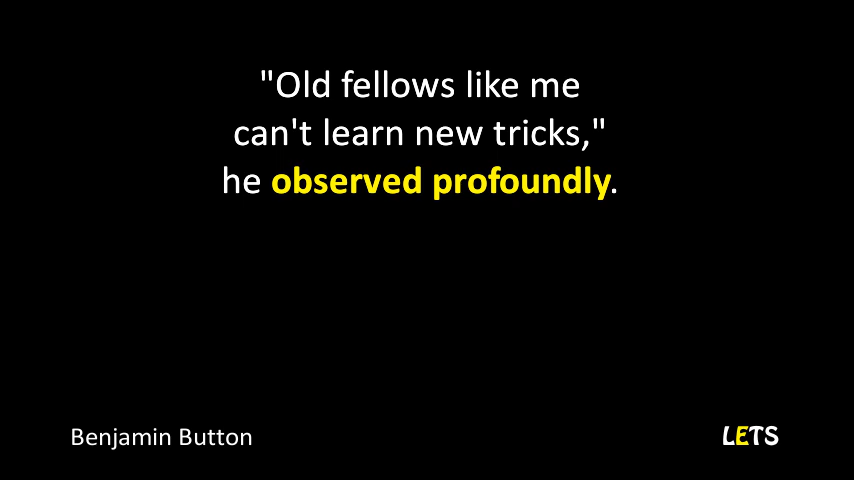 "Old fellows like me
can't learn new tricks,"
he observed profoundly.
Benjamin Button
LETS